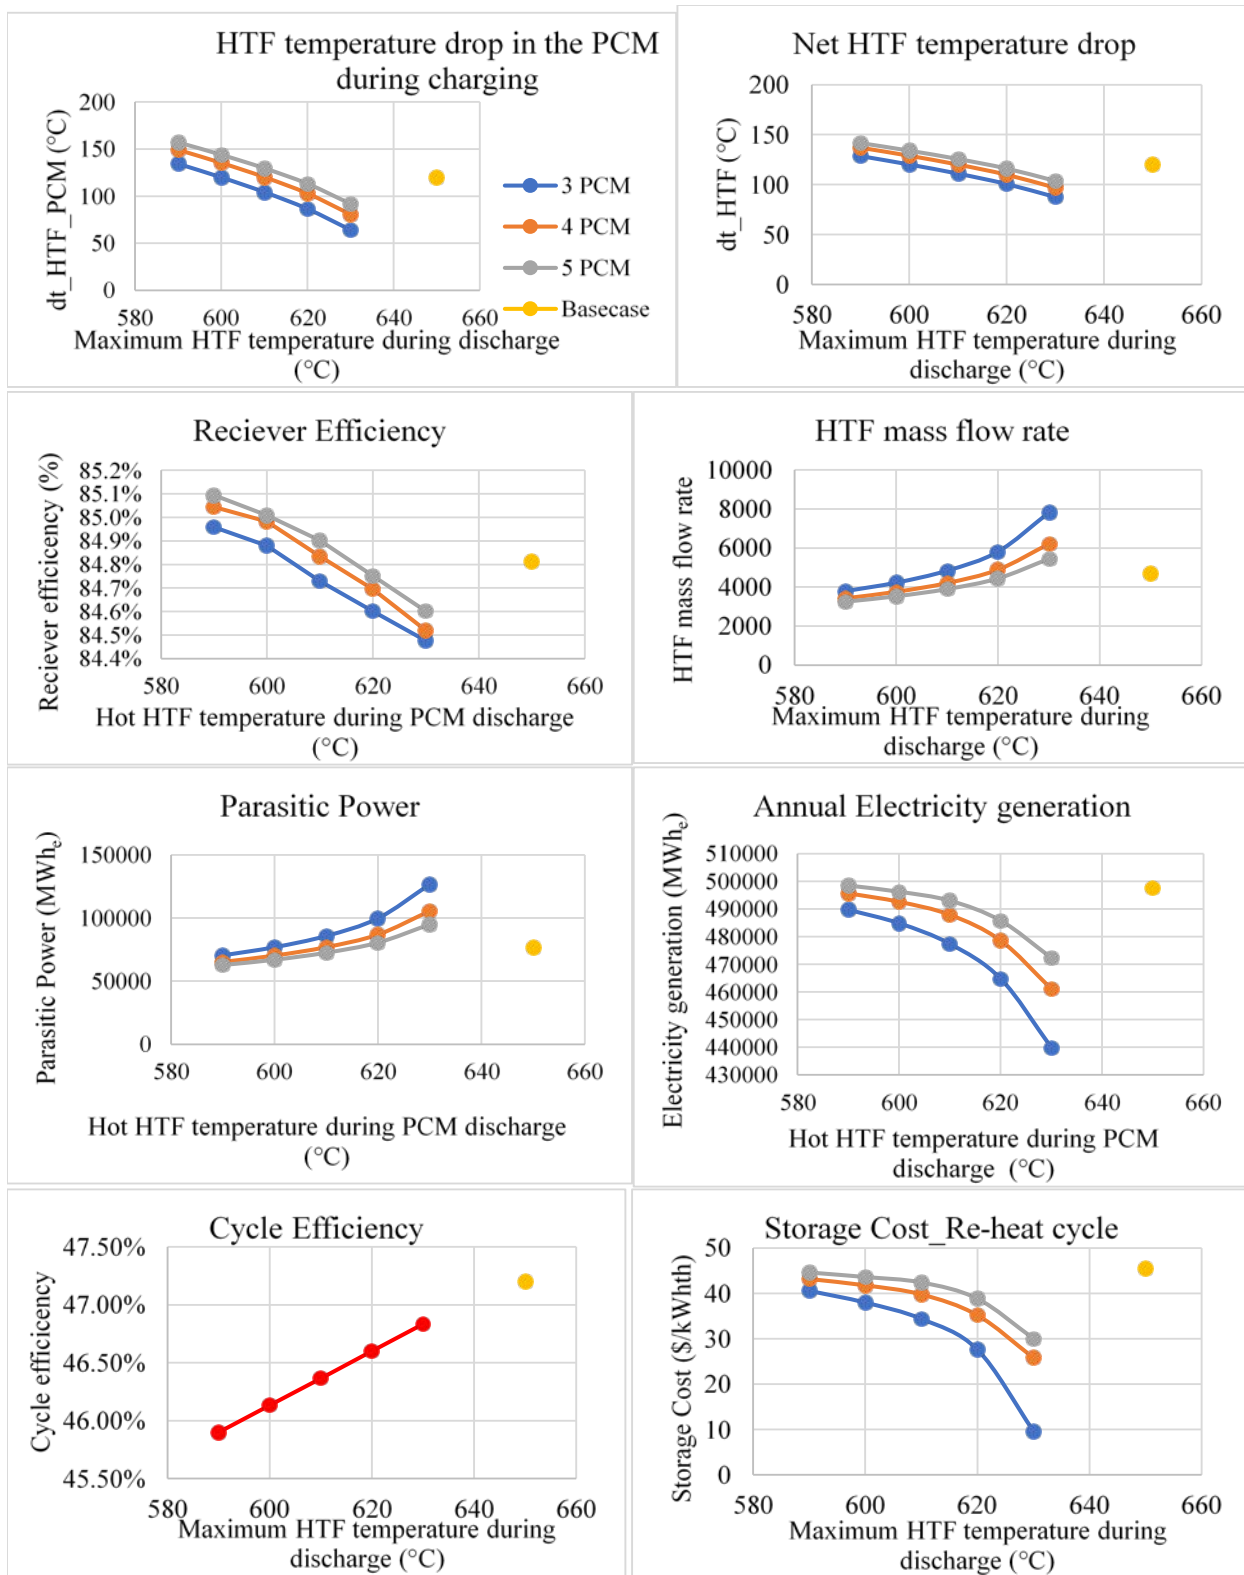 HTF temperature drop in the PCM
during charging
dt_HTF_PCM (°C)
200
150
100
50
0
580
600
620
640
660
Maximum HTF temperature during discharge
(°C)
3 PCM
4 PCM
5 PCM
Basecase
Net HTF temperature drop
dt_HTF (°C)
200
150
100
50
0
580
600
620
640
660
Maximum HTF temperature during
discharge (°C)
Reciever Efficiency
Reciever efficiency (%)
85.2%
85.1%
85.0%
84.9%
84.8%
84.7%
84.6%
84.5%
84.4%
580
600
620
640
660
Hot HTF temperature during PCM discharge
(°C)
HTF mass flow rate
HTF mass flow rate
10000
8000
6000
4000
2000
0
580
600
620
640
660
Maximum HTF temperature during
discharge (°C)
Parasitic Power
Parasitic Power (MWhₑ)
150000
100000
50000
0
580
600
620
640
660
Hot HTF temperature during PCM discharge
(°C)
Annual Electricity generation
Electricity generation (MWhₑ)
510000
500000
490000
480000
470000
460000
450000
440000
430000
580
600
620
640
660
Hot HTF temperature during PCM
discharge (°C)
Cycle Efficiency
Cycle efficicency
47.50%
47.00%
46.50%
46.00%
45.50%
580
600
620
640
660
Maximum HTF temperature during
discharge (°C)
Storage Cost_Re-heat cycle
Storage Cost ($/kWhth)
50
40
30
20
10
0
580
600
620
640
660
Maximum HTF temperature during
discharge (°C)